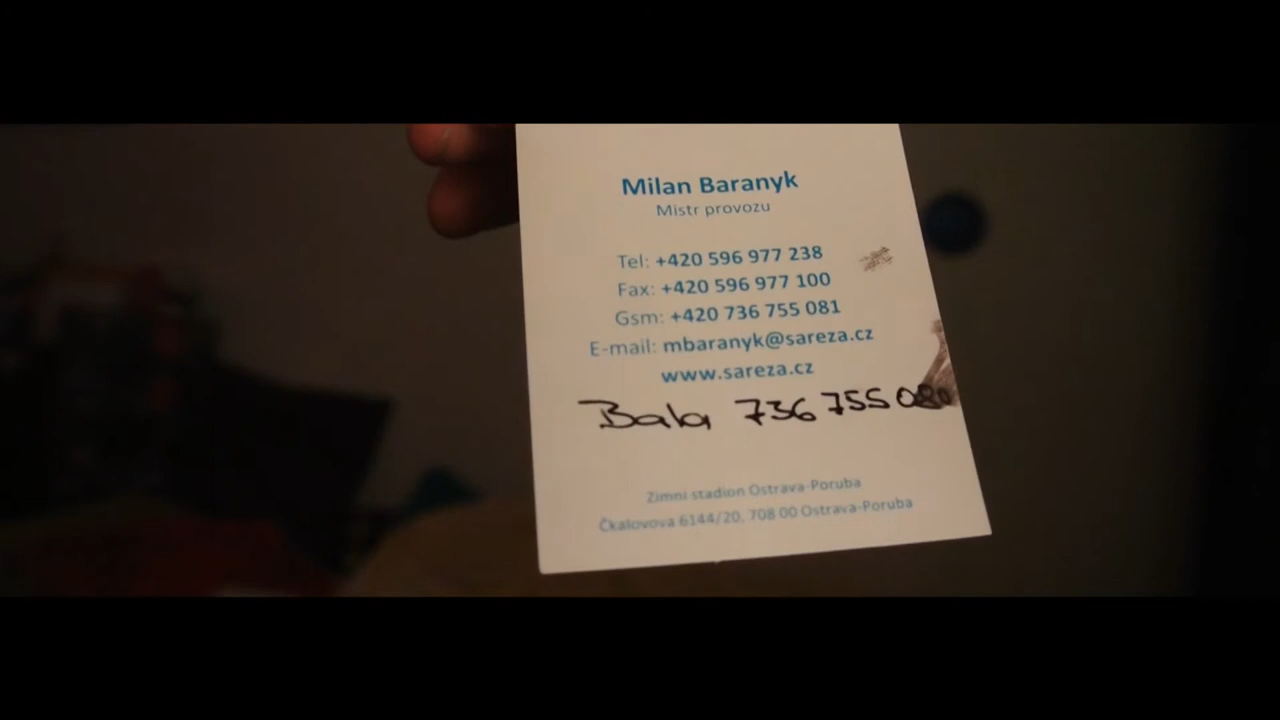 Milan Baranyk
Mistr provozu
Tel: +420 596 977 238
Fax: +420 596 977 100
Gsm: +420 736 755 081
E-mail: mbaranyk@sareza.cz
www.sareza.cz
Bala 736 755 080
Zimni stadion Ostrava-Poruba
Čkalovova 6144/20, 708 00 Ostrava-Poruba